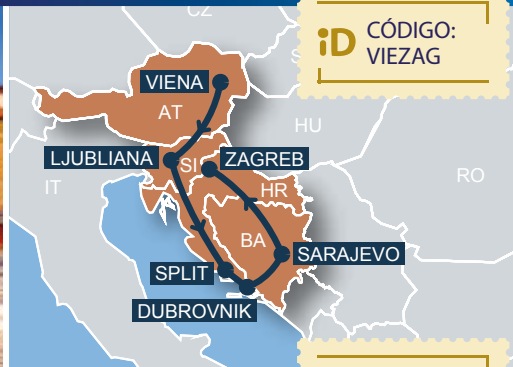 CZ
iD CÓDIGO:
VIEZAG
S
VIENA
AT
HU
LJUBLIANA
SI
ZAGREB
IT
RO
HR
BA
SARAJEVO
SPLIT
DUBROVNIK